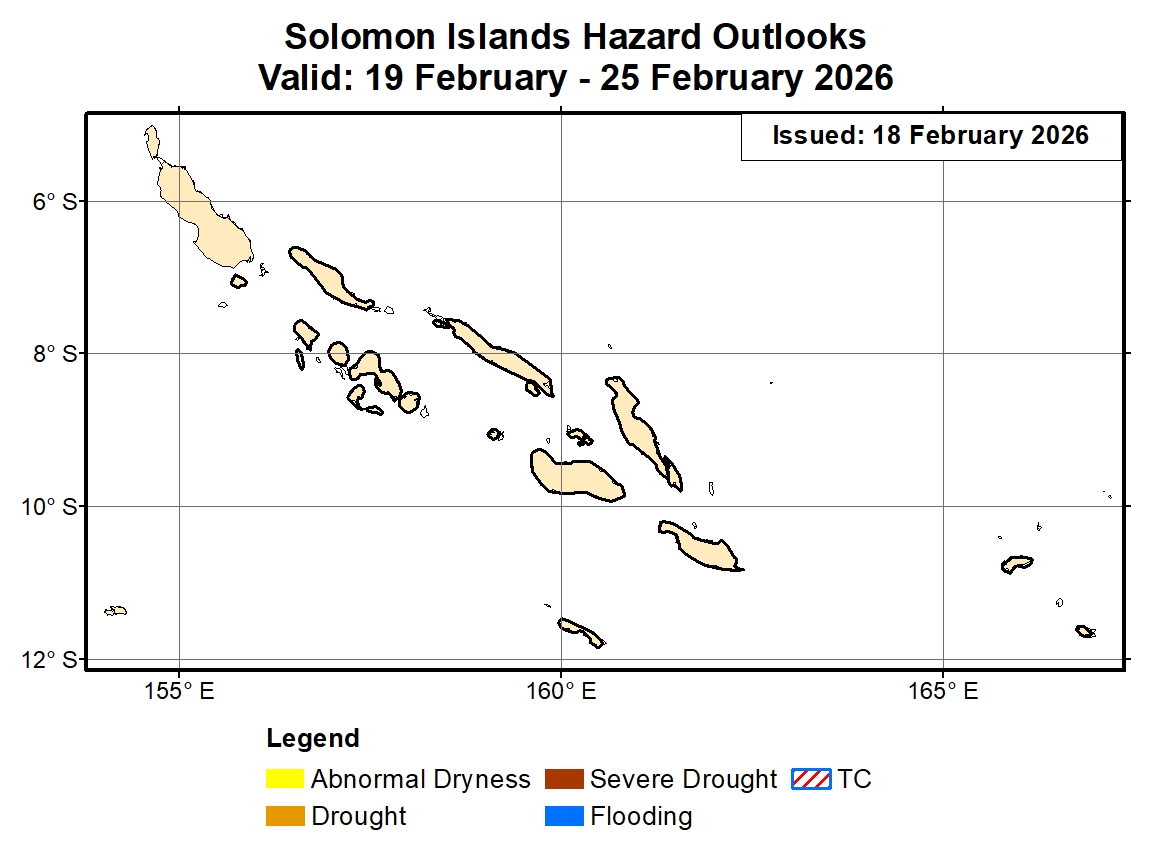 Solomon Islands Hazard Outlooks
Valid: 19 February - 25 February 2026
Issued: 18 February 2026
6° S
8° S
10° S
12° S
155° E
160° E
165° E
Legend
Abnormal Dryness
Severe Drought
TC
Drought
Flooding